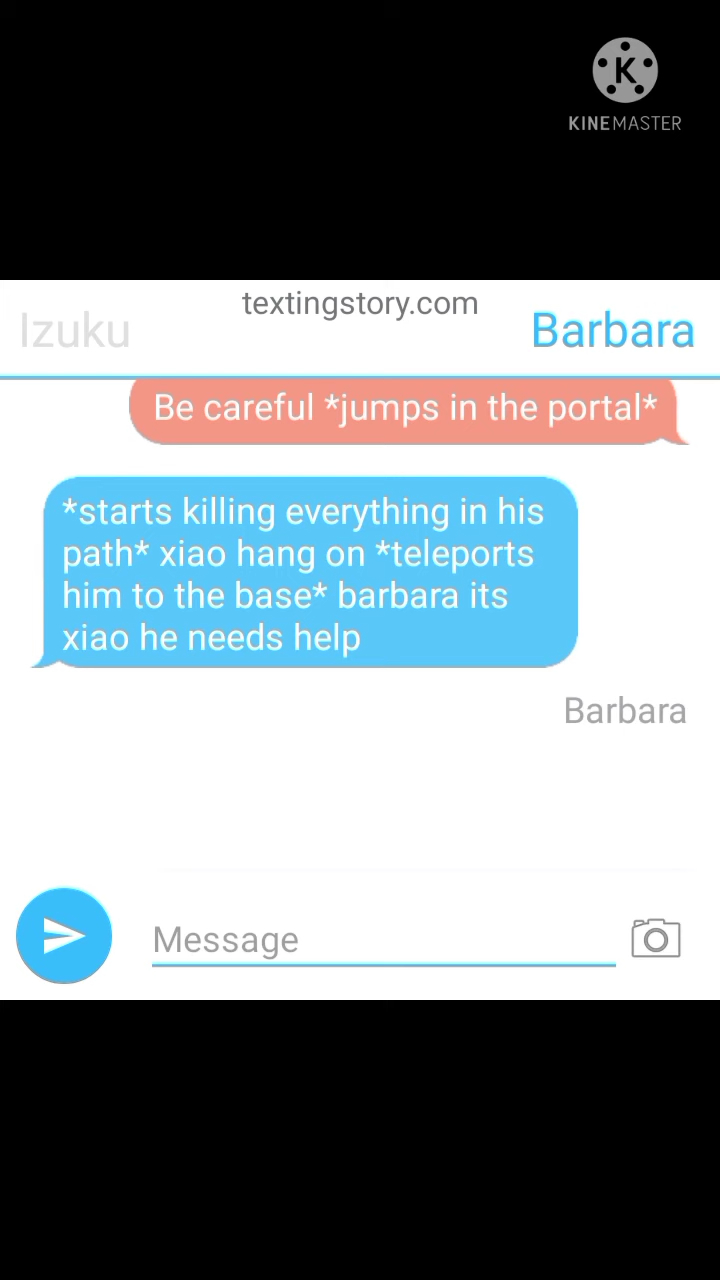 K
KINEMASTER
textingstory.com
Izuku
Barbara
Be careful *jumps in the portal*
*starts killing everything in his
path* xiao hang on *teleports
him to the base* barbara its
xiao he needs help
Barbara
Message